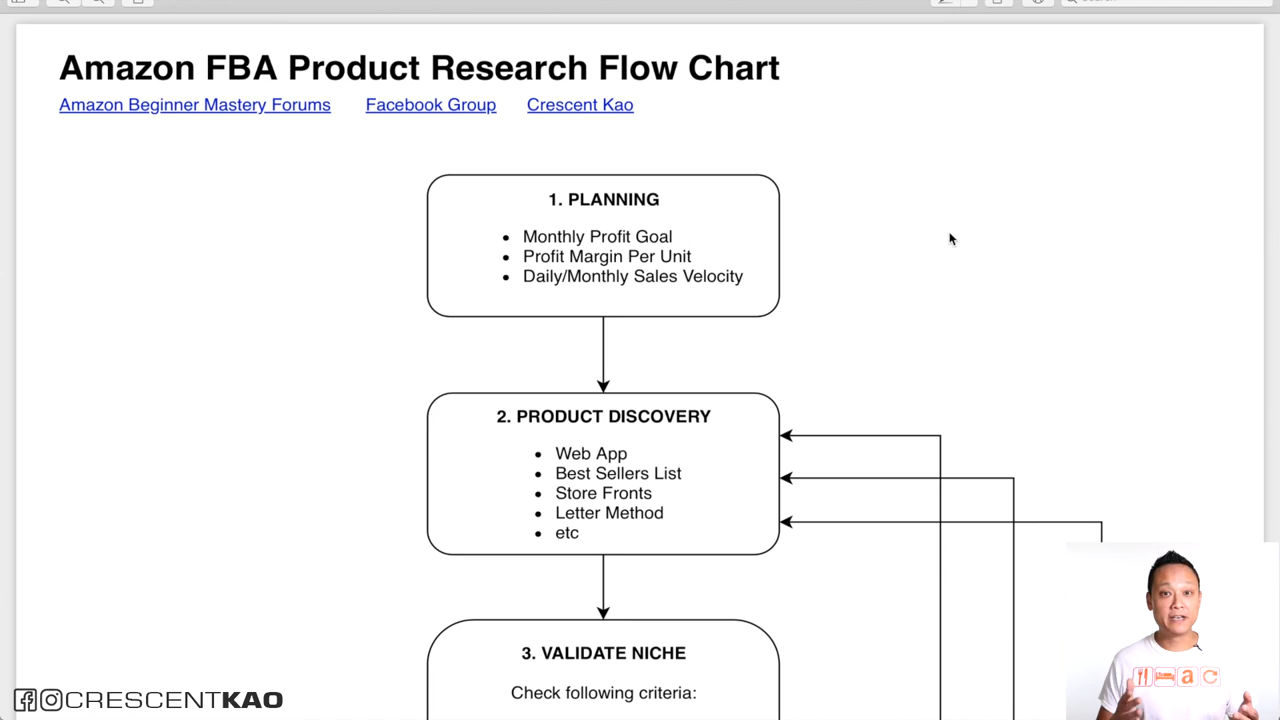 Amazon FBA Product Research Flow Chart
Amazon Beginner Mastery Forums Facebook Group Crescent Kao
1. PLANNING
• Monthly Profit Goal
• Profit Margin Per Unit
• Daily/Monthly Sales Velocity
2. PRODUCT DISCOVERY
• Web App
• Best Sellers List
• Store Fronts
• Letter Method
• etc
3. VALIDATE NICHE
Check following criteria:
CRESCENTKAO